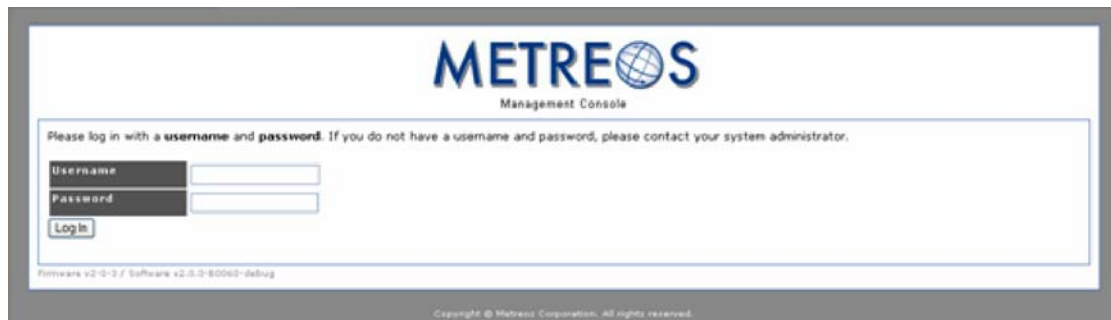 METREOS
Management Console
Please log in with a username and password. If you do not have a username and password, please contact your system administrator.
Username
Password
Log In
Firmware v2-0-3 / Software v2.0.0-B0060-debug
Copyright © Metreos Corporation. All rights reserved.